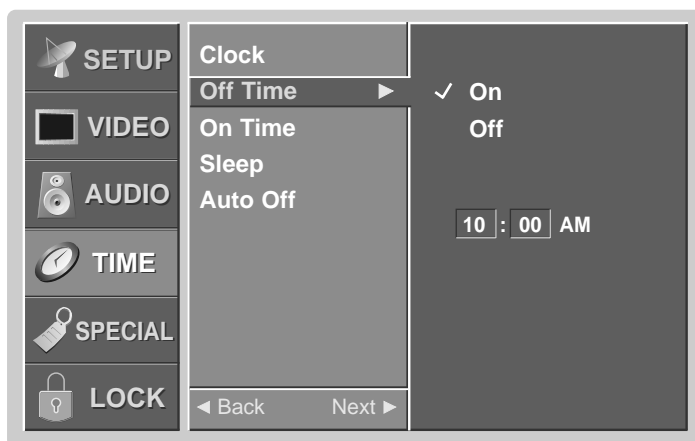 SETUP
VIDEO
AUDIO
TIME
SPECIAL
LOCK
Clock
Off Time ►
On Time
Sleep
Auto Off
◄ Back Next ►
✓ On
Off
10 : 00 AM